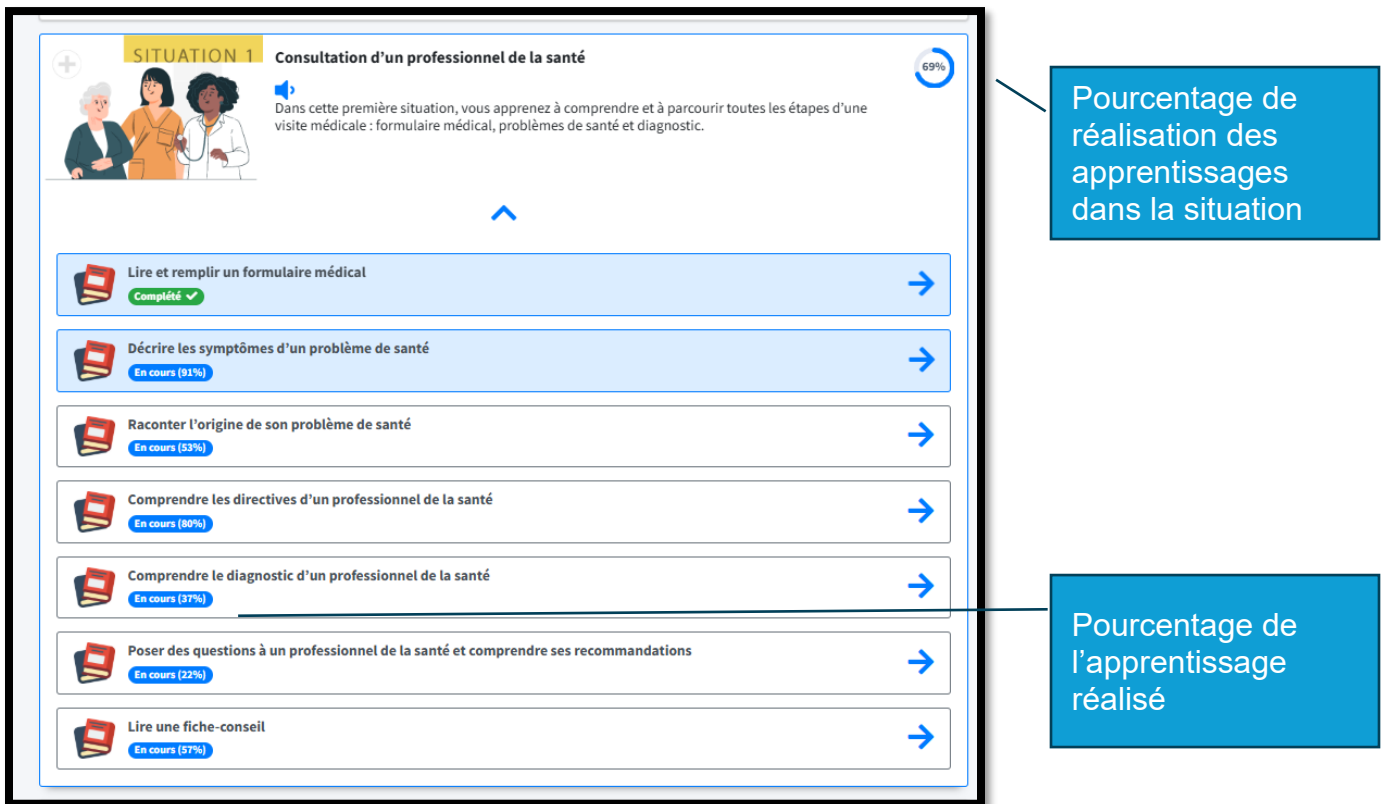 SITUATION 1
Consultation d’un professionnel de la santé
69%
Dans cette première situation, vous apprenez à comprendre et à parcourir toutes les étapes d’une
visite médicale : formulaire médical, problèmes de santé et diagnostic.
Lire et remplir un formulaire médical
Complété
Décrire les symptômes d’un problème de santé
En cours (91%)
Raconter l’origine de son problème de santé
En cours (53%)
Comprendre les directives d’un professionnel de la santé
En cours (80%)
Comprendre le diagnostic d’un professionnel de la santé
En cours (37%)
Poser des questions à un professionnel de la santé et comprendre ses recommandations
En cours (22%)
Lire une fiche-conseil
En cours (57%)
Pourcentage de
réalisation des
apprentissages
dans la situation
Pourcentage de
l’apprentissage
réalisé